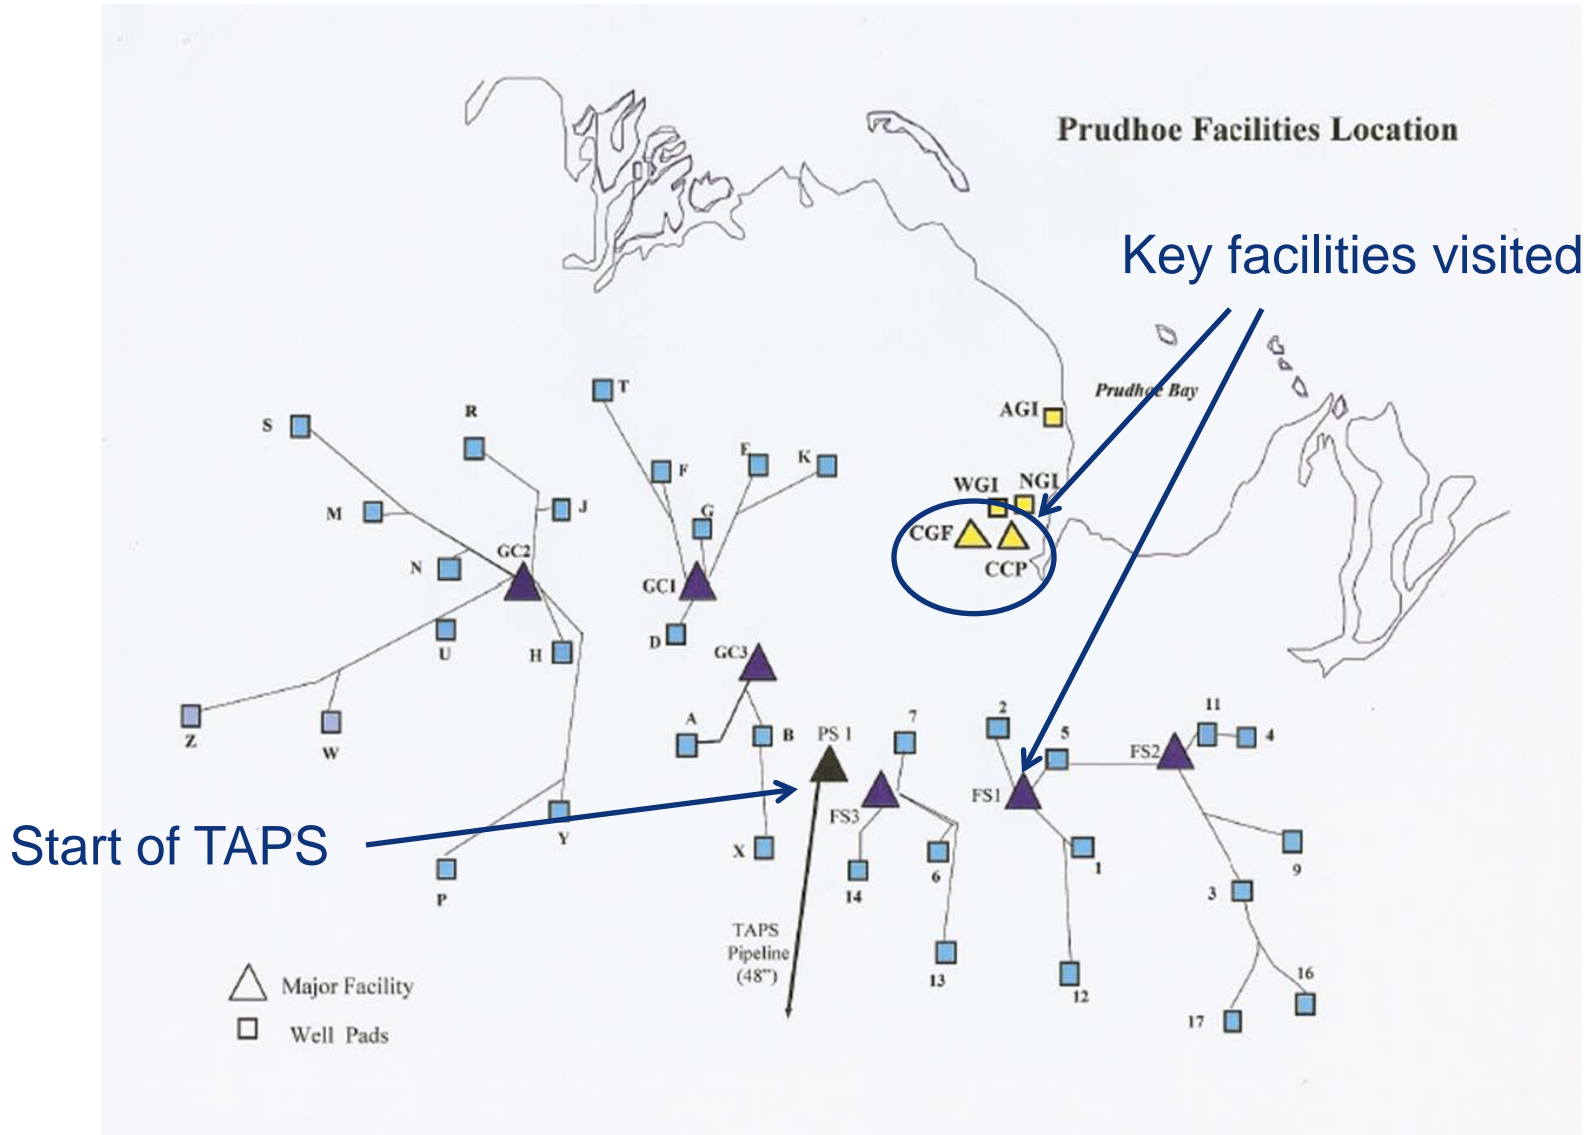 Prudhoe Facilities Location
Key facilities visited
Prudhoe Bay
T
S
R
AGI
E
K
F
WGI
NGI
M
J
G
CGF
GC2
CCP
N
GC1
D
U
H
GC3
Z
W
A
B
PS 1
7
2
5
11
4
FS2
FS1
FS3
Start of TAPS
Y
X
P
14
6
1
9
3
TAPS
Pipeline
(48")
13
12
16
17
Major Facility
Well Pads